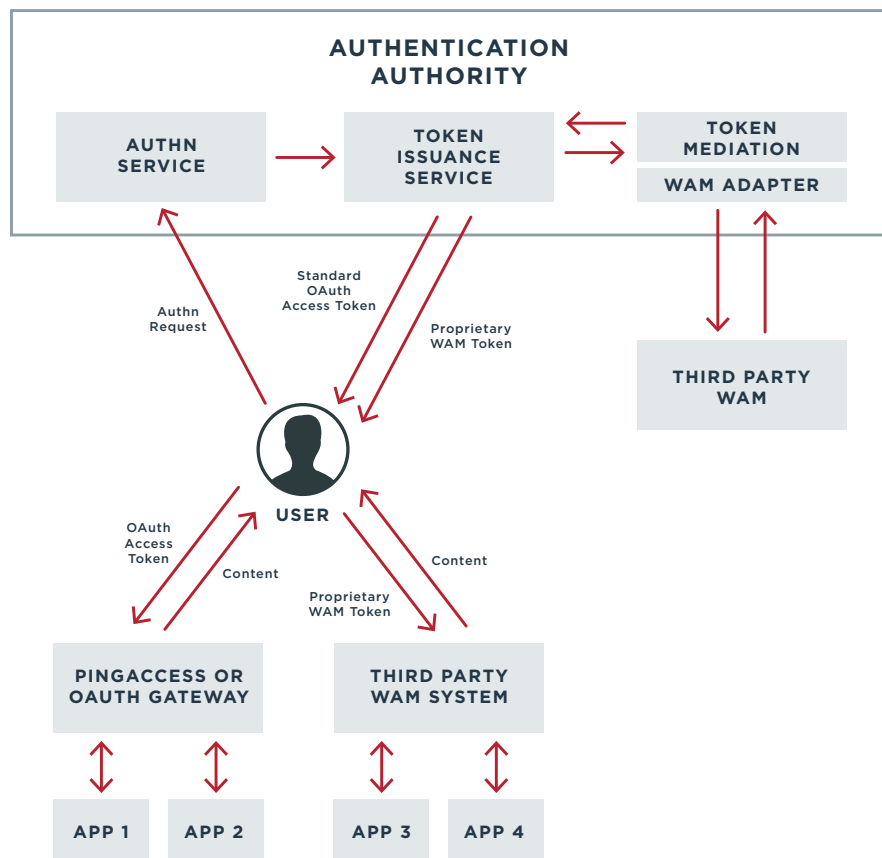 AUTHENTICATION
AUTHORITY
AUTHN
SERVICE
TOKEN
ISSUANCE
SERVICE
TOKEN
MEDIATION
WAM ADAPTER
Standard
OAuth
Access Token
Authn
Request
Proprietary
WAM Token
THIRD PARTY
WAM
USER
OAuth
Access
Token
Content
Proprietary
WAM Token
Content
PINGACCESS OR
OAUTH GATEWAY
THIRD PARTY
WAM SYSTEM
APP 1
APP 2
APP 3
APP 4